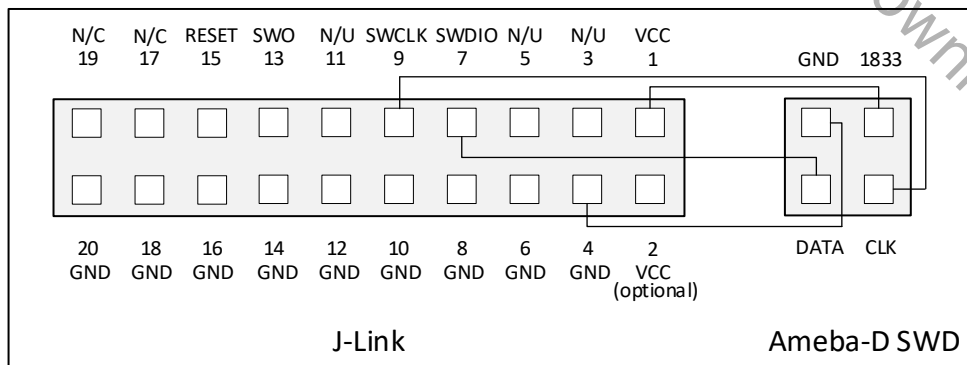 N/C N/C RESET SWO N/U SWCLK SWDIO N/U N/U VCC
19 17 15 13 11 9 7 5 3 1
GND 1833
20 18 16 14 12 10 8 6 4 2
GND GND GND GND GND GND GND GND GND VCC
(optional)
DATA CLK
J-Link Ameba-D SWD